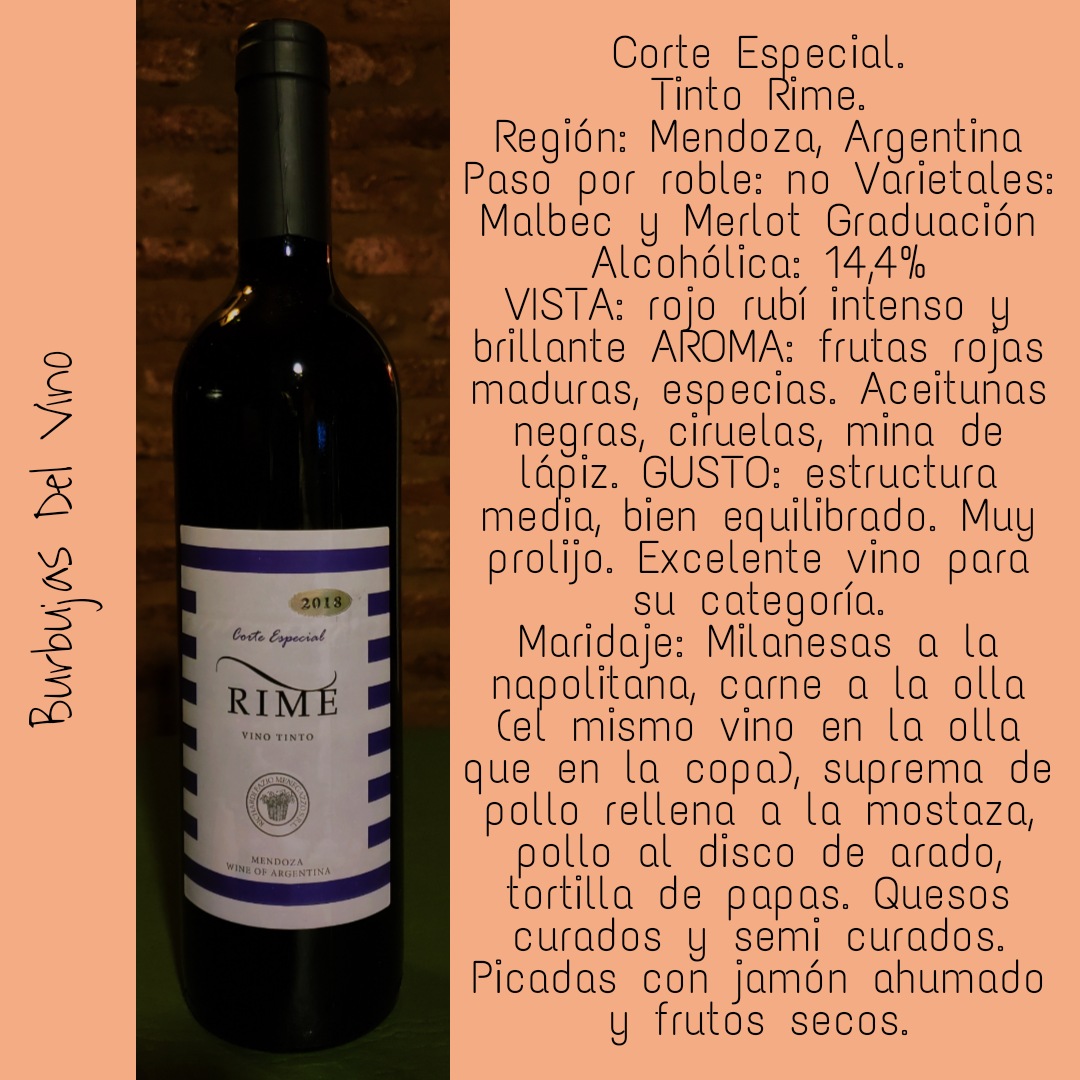 Burbujas Del Vino
2018
Corte Especial
RIME
VINO TINTO
MENDOZA
WINE OF ARGENTINA
Corte Especial.
Tinto Rime.
Región: Mendoza, Argentina
Paso por roble: no Varietales:
Malbec y Merlot Graduación
Alcohólica: 14,4%
VISTA: rojo rubí intenso y
brillante AROMA: frutas rojas
maduras, especias. Aceitunas
negras, ciruelas, mina de
lápiz. GUSTO: estructura
media, bien equilibrado. Muy
prolijo. Excelente vino para
su categoría.
Maridaje: Milanesas a la
napolitana, carne a la olla
(el mismo vino en la olla
que en la copa), suprema de
pollo rellena a la mostaza,
pollo al disco de arado,
tortilla de papas. Quesos
curados y semi curados.
Picadas con jamón ahumado
y frutos secos.